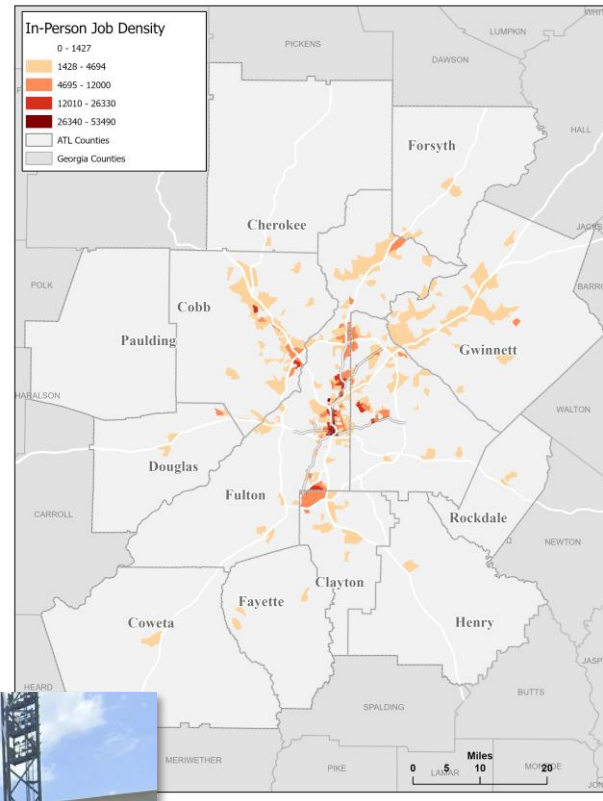 In-Person Job Density
0 - 1427
1428 - 4694
4695 - 12000
12010 - 26330
26340 - 53490
ATL Counties
Georgia Counties
PICKENS
DAWSON
LUMPKIN
HALL
Forsyth
Cherokee
POLK
Cobb
Paulding
Gwinnett
HARALSON
WALTON
Douglas
Fulton
CARROLL
Rockdale
NEWTON
Clayton
Fayette
Coweta
Henry
HEARD
SPALDING
BUTTS
MERIWETHER
PIKE
LAMAR
Miles
0 5 10 20